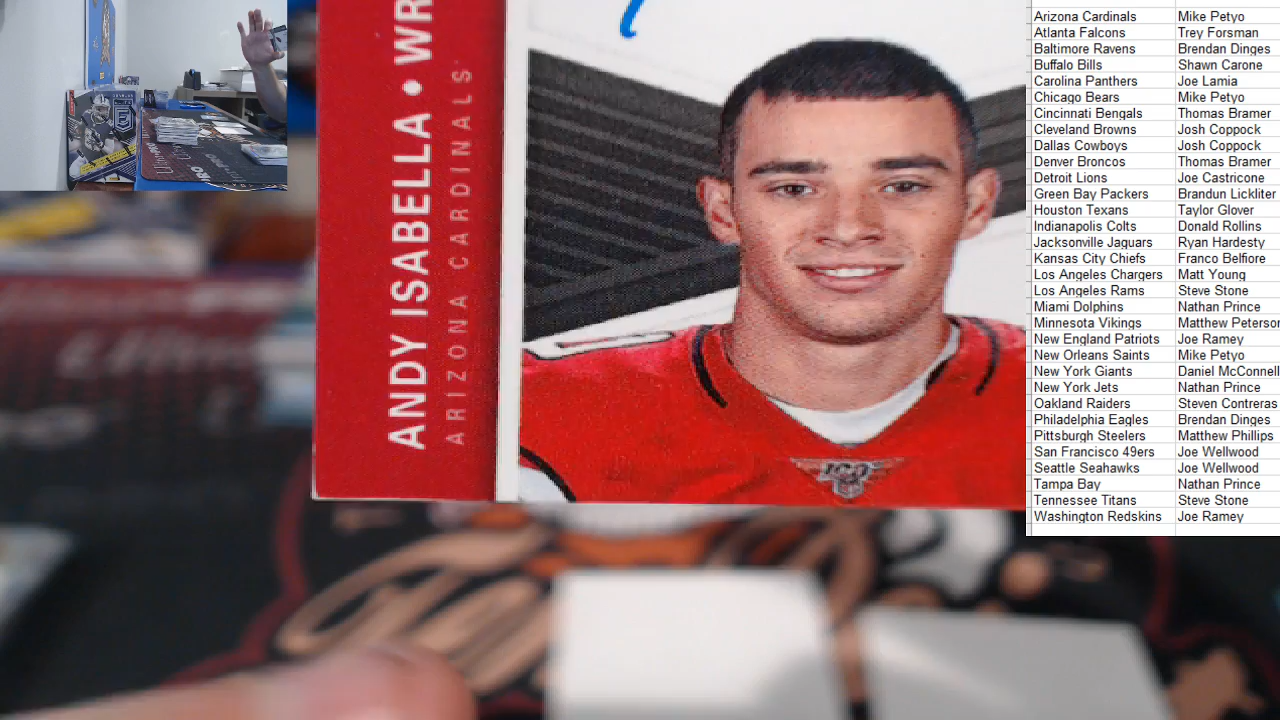 ANDY ISABELLA • WR
ARIZONA CARDINALS
100
Arizona Cardinals Mike Petyo
Atlanta Falcons Trey Forsman
Baltimore Ravens Brendan Dinges
Buffalo Bills Shawn Carone
Carolina Panthers Joe Lamia
Chicago Bears Mike Petyo
Cincinnati Bengals Thomas Bramer
Cleveland Browns Josh Coppock
Dallas Cowboys Josh Coppock
Denver Broncos Thomas Bramer
Detroit Lions Joe Castricone
Green Bay Packers Brandun Lickliter
Houston Texans Taylor Glover
Indianapolis Colts Donald Rollins
Jacksonville Jaguars Ryan Hardesty
Kansas City Chiefs Franco Belfiore
Los Angeles Chargers Matt Young
Los Angeles Rams Steve Stone
Miami Dolphins Nathan Prince
Minnesota Vikings Matthew Peterso
New England Patriots Joe Ramey
New Orleans Saints Mike Petyo
New York Giants Daniel McConnell
New York Jets Nathan Prince
Oakland Raiders Steven Contreras
Philadelphia Eagles Brendan Dinges
Pittsburgh Steelers Matthew Phillips
San Francisco 49ers Joe Wellwood
Seattle Seahawks Joe Wellwood
Tampa Bay Nathan Prince
Tennessee Titans Steve Stone
Washington Redskins Joe Ramey